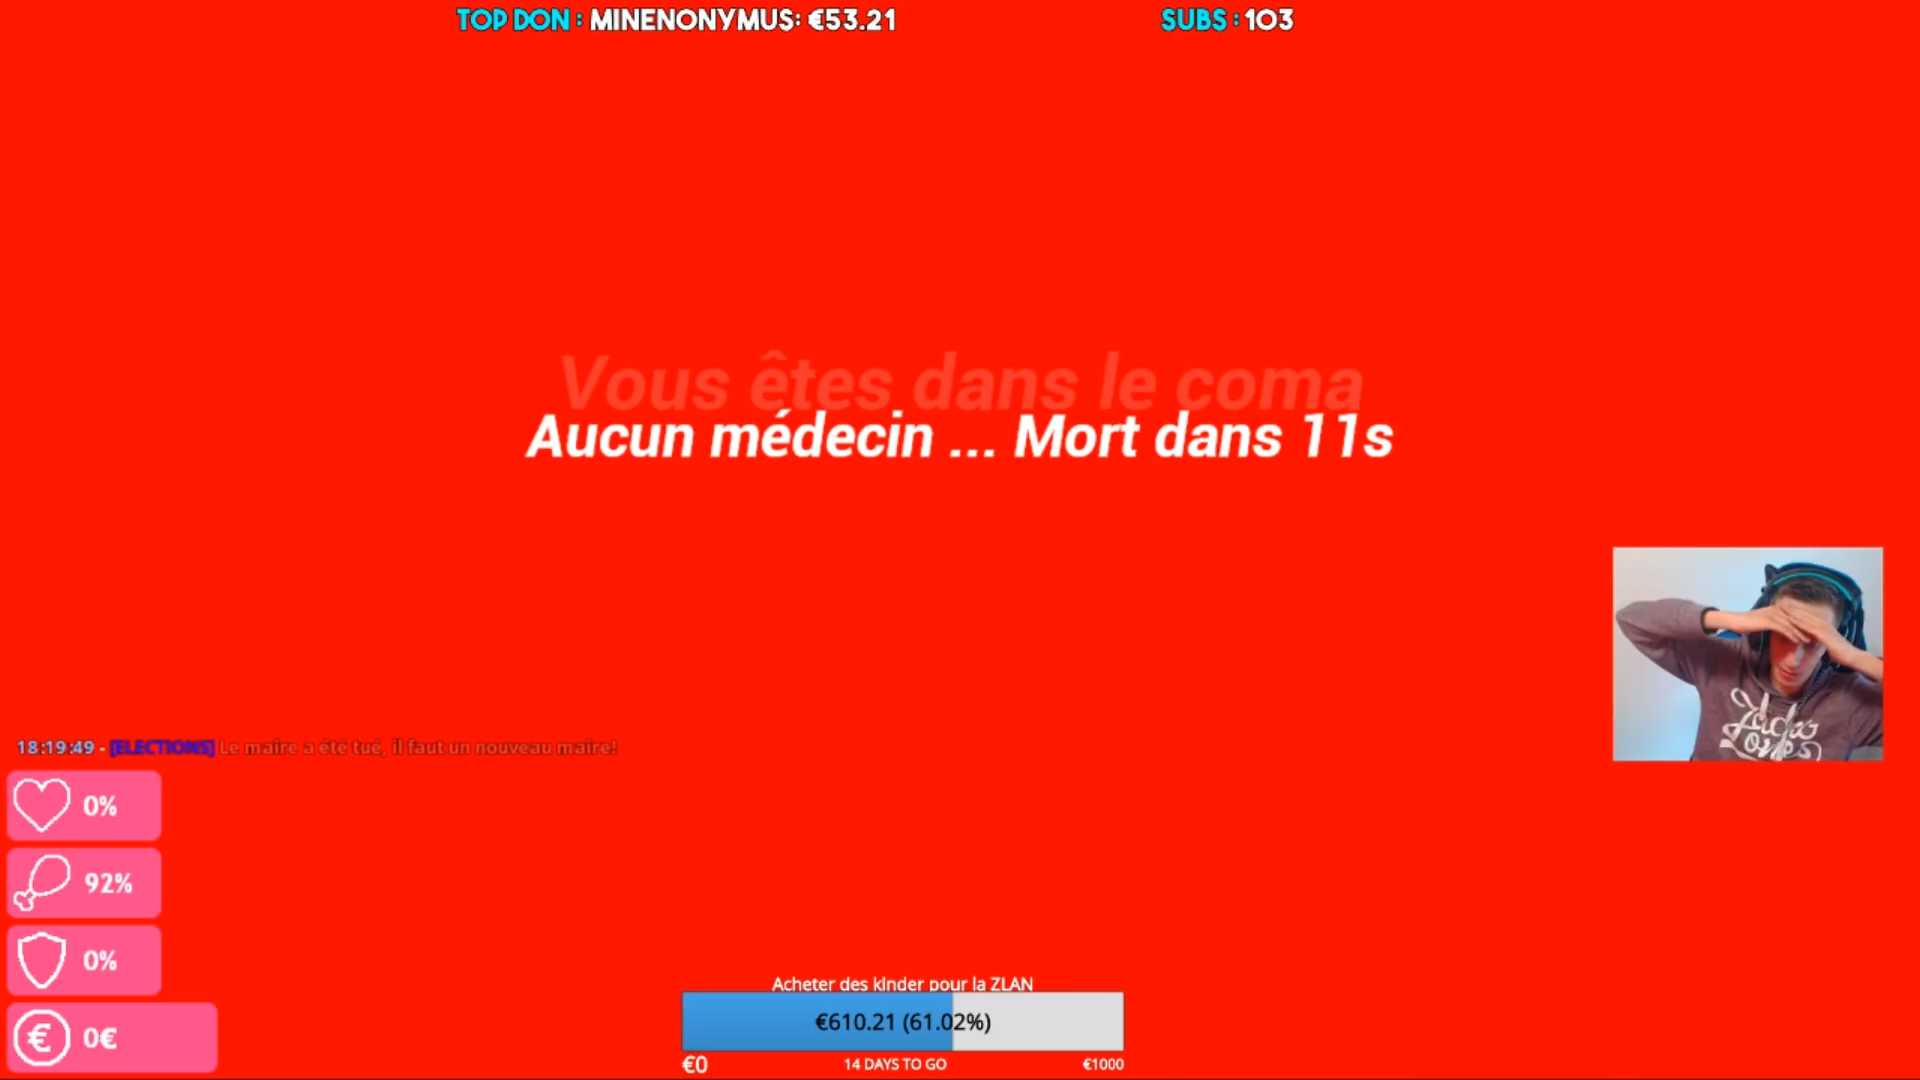 TOP DON : MINENONYMUS: €53.21
SUBS : 103
Vous êtes dans le coma
Aucun médecin ... Mort dans 11s
18:19:49 - [ELECTIONS] Le maire a été tué, il faut un nouveau maire!
0%
92%
0%
€ 0€
Acheter des kinder pour la ZLAN
€610.21 (61.02%)
€0 14 DAYS TO GO €1000